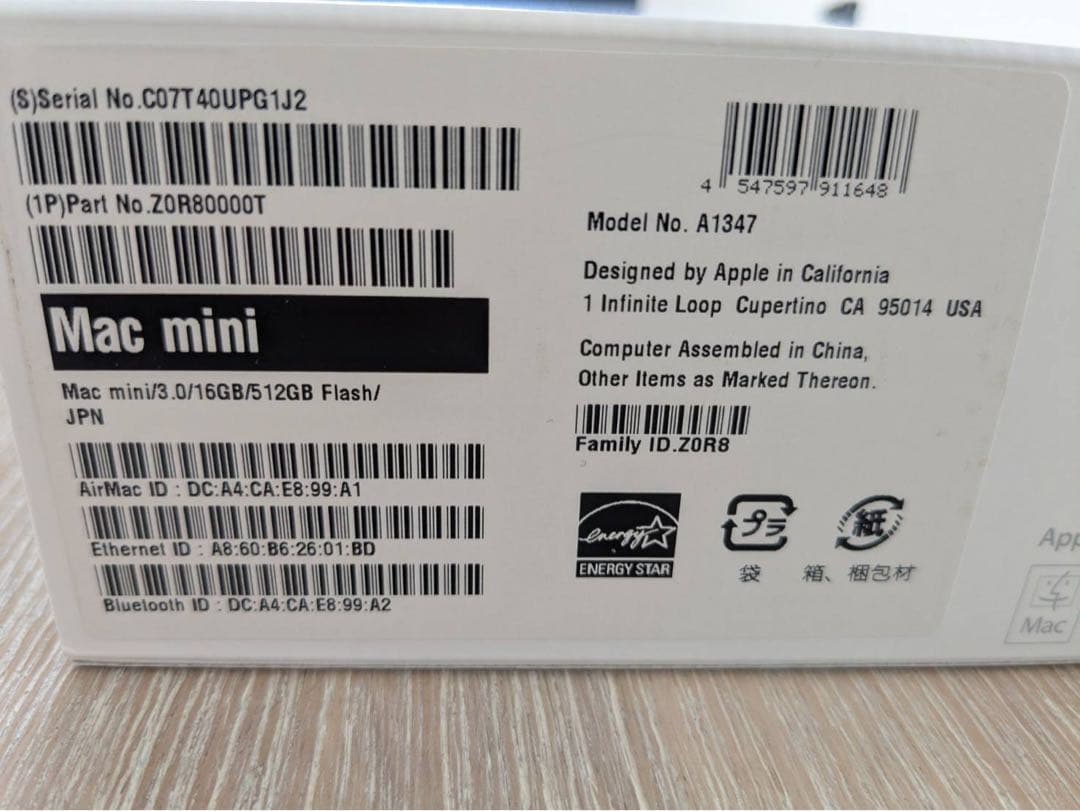 (S)Serial No.C07T40UPG1J2
(1P)Part No.Z0R80000T
Mac mini
Mac mini/3.0/16GB/512GB Flash/
JPN
AirMac ID : DC:A4:CA:E8:99:A1
Ethernet ID : A8:60:B6:26:01:BD
Bluetooth ID : DC:A4:CA:E8:99:A2
4 547597 911648
Model No. A1347
Designed by Apple in California
1 Infinite Loop Cupertino CA 95014 USA
Computer Assembled in China,
Other Items as Marked Thereon.
Family ID.Z0R8
energy
ENERGY STAR
プラ
紙
袋
箱、梱包材
App
Mac